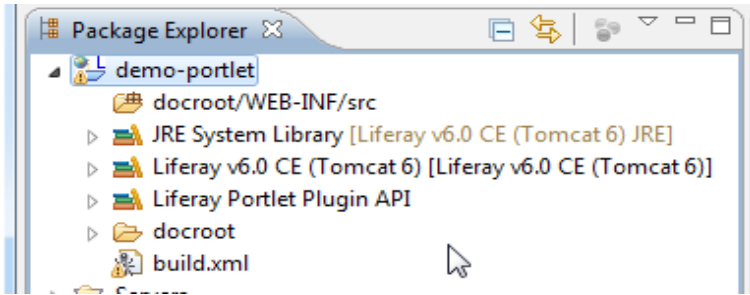 Package Explorer
demo-portlet
docroot/WEB-INF/src
JRE System Library [Liferay v6.0 CE (Tomcat 6) JRE]
Liferay v6.0 CE (Tomcat 6) [Liferay v6.0 CE (Tomcat 6)]
Liferay Portlet Plugin API
docroot
build.xml